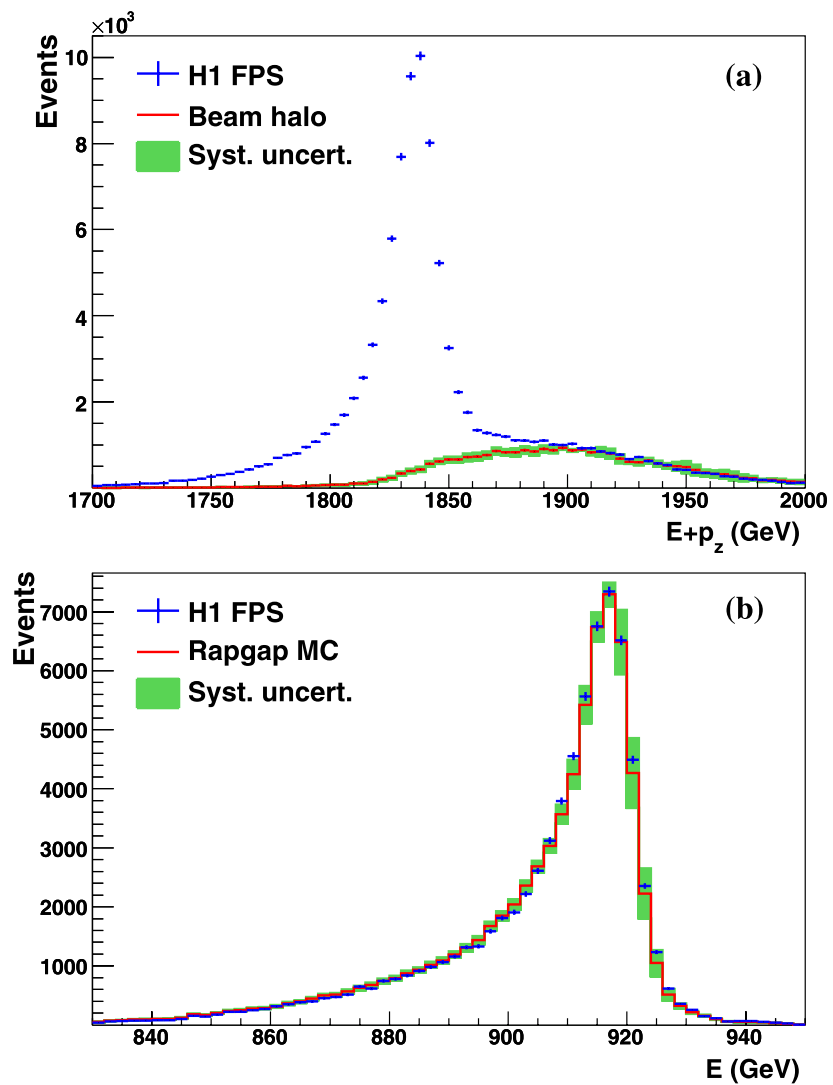 ×10³
Events
10
8
6
4
2
H1 FPS
Beam halo
Syst. uncert.
(a)
1700 1750 1800 1850 1900 1950 2000
E+p_z (GeV)
Events
7000
6000
5000
4000
3000
2000
1000
H1 FPS
Rapgap MC
Syst. uncert.
(b)
840 860 880 900 920 940
E (GeV)